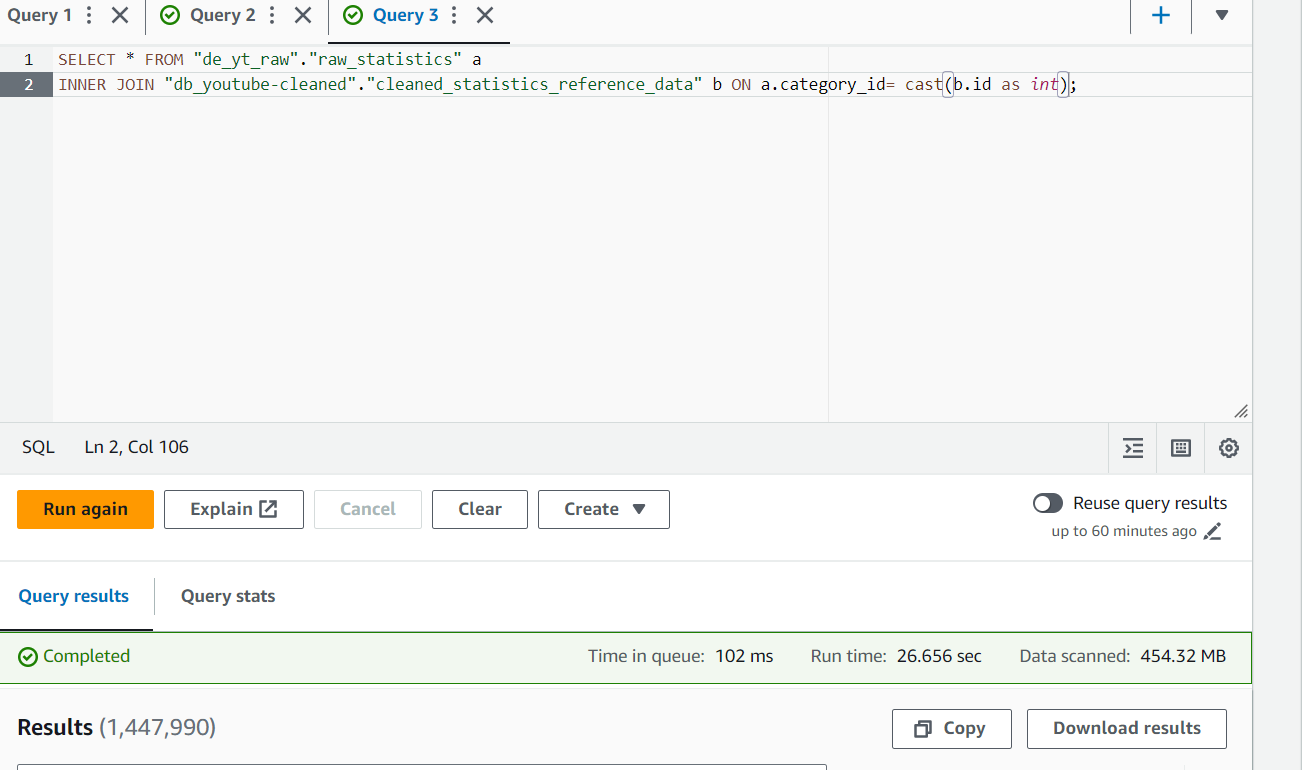 Query 1 Query 2 Query 3
1 SELECT * FROM "de_yt_raw"."raw_statistics" a
2 INNER JOIN "db_youtube-cleaned"."cleaned_statistics_reference_data" b ON a.category_id= cast(b.id as int);
SQL Ln 2, Col 106
Run again Explain Cancel Clear Create Reuse query results
up to 60 minutes ago
Query results Query stats
Completed Time in queue: 102 ms Run time: 26.656 sec Data scanned: 454.32 MB
Results (1,447,990) Copy Download results